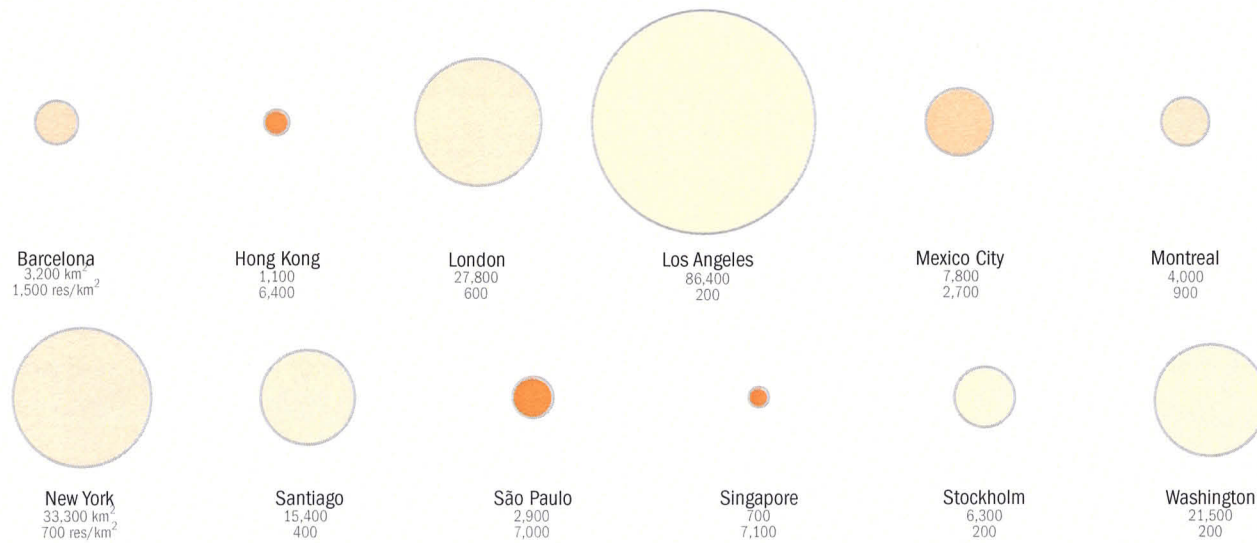 Barcelona
3,200 km²
1,500 res/km²
Hong Kong
1,100
6,400
London
27,800
600
Los Angeles
86,400
200
Mexico City
7,800
2,700
Montreal
4,000
900
New York
33,300 km²
700 res/km²
Santiago
15,400
400
São Paulo
2,900
7,000
Singapore
700
7,100
Stockholm
6,300
200
Washington
21,500
200